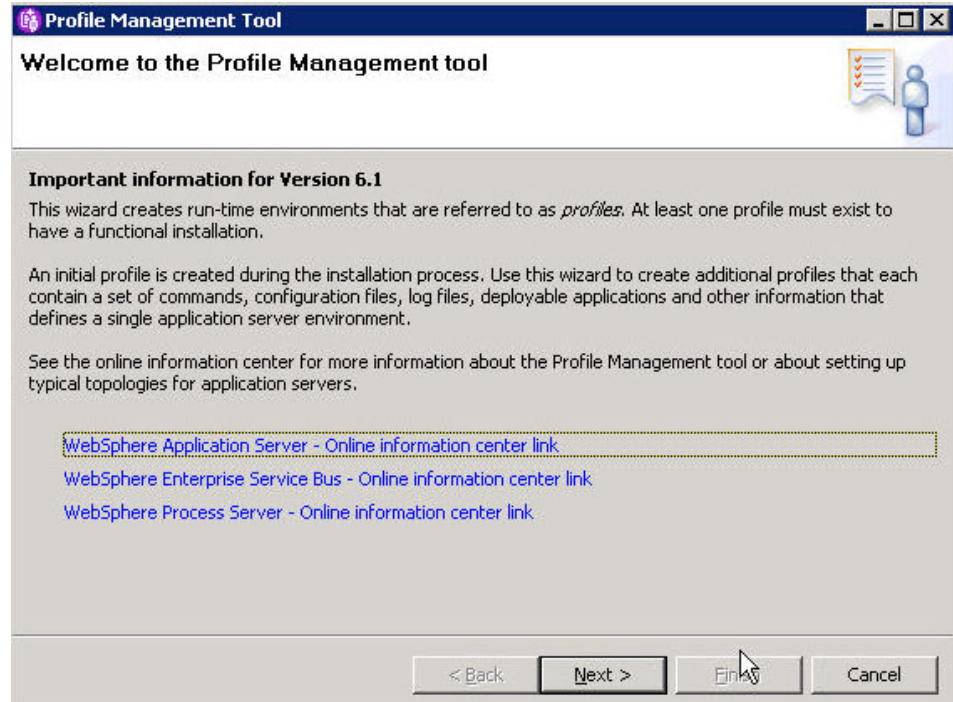 Profile Management Tool
Welcome to the Profile Management tool
Important information for Version 6.1
This wizard creates run-time environments that are referred to as profiles. At least one profile must exist to
have a functional installation.
An initial profile is created during the installation process. Use this wizard to create additional profiles that each
contain a set of commands, configuration files, log files, deployable applications and other information that
defines a single application server environment.
See the online information center for more information about the Profile Management tool or about setting up
typical topologies for application servers.
WebSphere Application Server - Online information center link
WebSphere Enterprise Service Bus - Online information center link
WebSphere Process Server - Online information center link
< Back Next > Finish Cancel